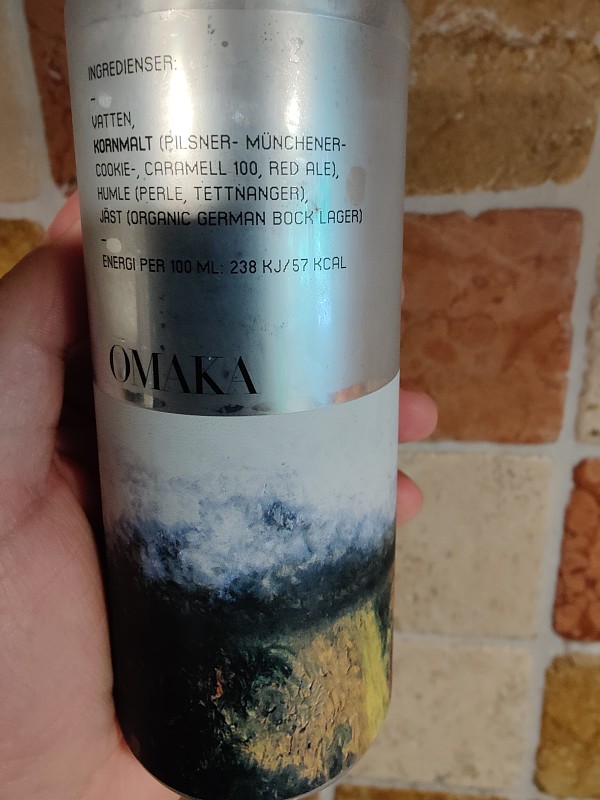 INGREDIENSER:
–
VATTEN,
KORNMALT (PILSNER- MÜNCHENER-
COOKIE-, CARAMELL 100, RED ALE),
HUMLE (PERLE, TETTNANGER),
JÄST (ORGANIC GERMAN BOCK LAGER)
–
ENERGI PER 100 ML: 238 KJ/57 KCAL
OMAKA